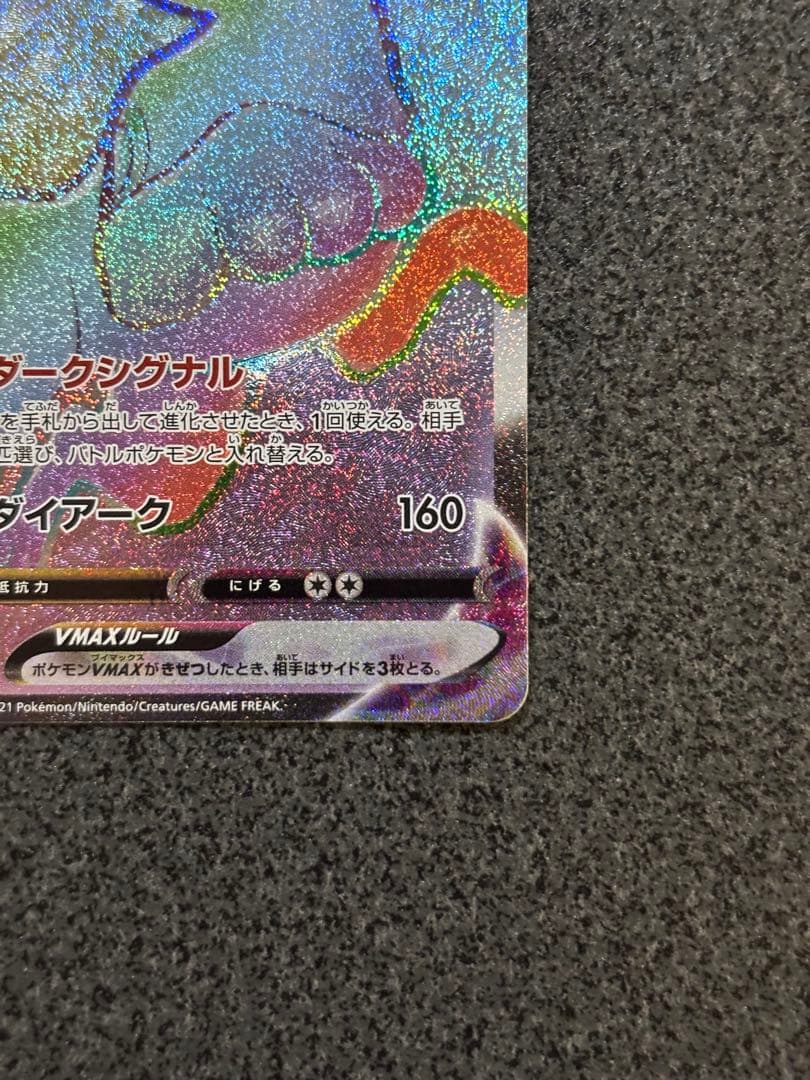 ダークシグナル
を手札から出して進化させたとき、1回使える。相手
匹選び、バトルポケモンと入れ替える。
ダイアーク 160
抵抗力 にげる
VMAXルール
ポケモンVMAXがきぜつしたとき、相手はサイドを3枚とる。
21 Pokémon/Nintendo/Creatures/GAME FREAK.